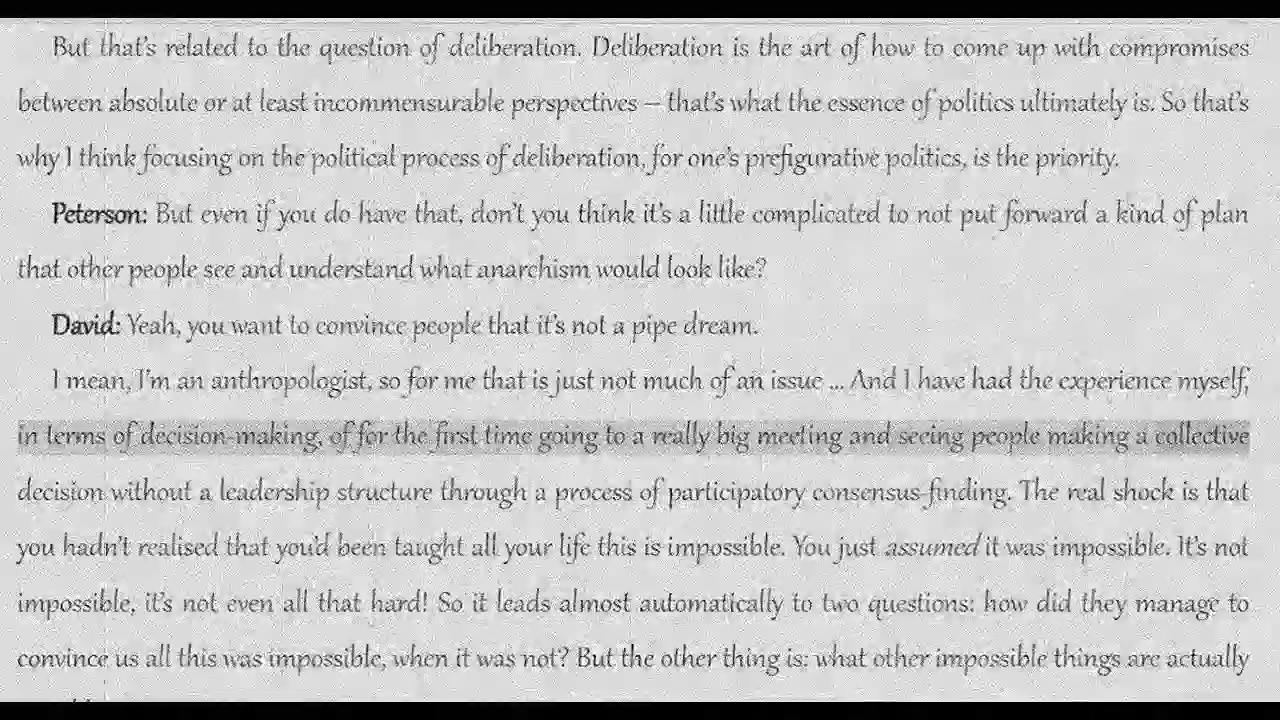 But that's related to the question of deliberation. Deliberation is the art of how to come up with compromises
between absolute or at least incommensurable perspectives – that's what the essence of politics ultimately is. So that's
why I think focusing on the political process of deliberation, for one's prefigurative politics, is the priority.
Peterson: But even if you do have that, don't you think it's a little complicated to not put forward a kind of plan
that other people see and understand what anarchism would look like?
David: Yeah, you want to convince people that it's not a pipe dream.
I mean, I'm an anthropologist, so for me that is just not much of an issue ... And I have had the experience myself,
in terms of decision-making, of for the first time going to a really big meeting and seeing people making a collective
decision without a leadership structure through a process of participatory consensus-finding. The real shock is that
you hadn't realised that you'd been taught all your life this is impossible. You just assumed it was impossible. It's not
impossible, it's not even all that hard! So it leads almost automatically to two questions: how did they manage to
convince us all this was impossible, when it was not? But the other thing is: what other impossible things are actually